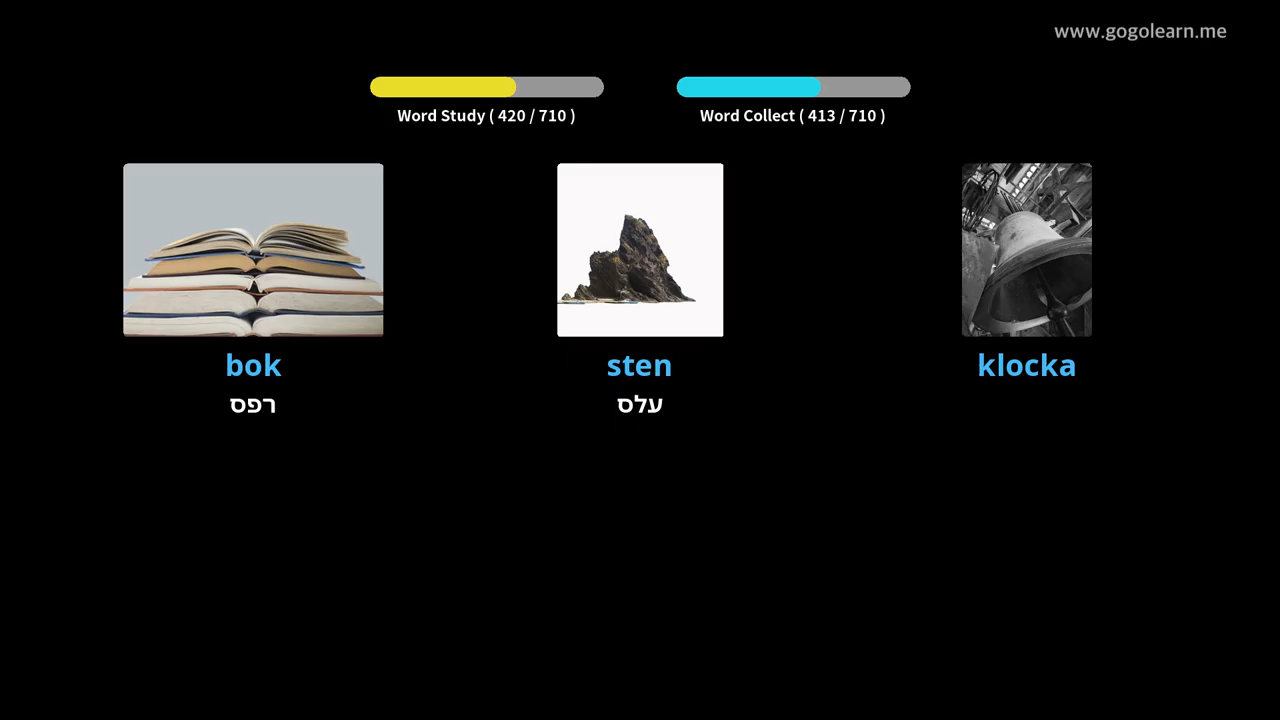 www.gogolearn.me
Word Study ( 420 / 710 )
Word Collect ( 413 / 710 )
bok
רפס
sten
עלס
klocka